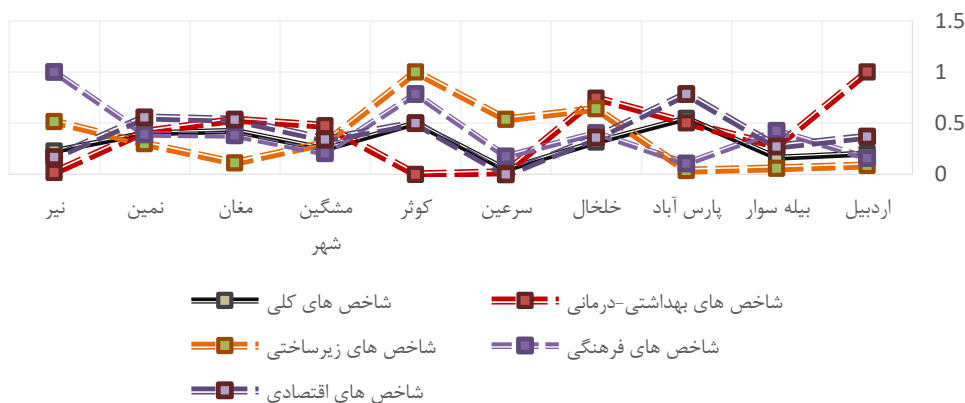 1.5
1
0.5
0
اردبیل
بیله سوار
پارس آباد
خلخال
سرعین
کوثر
مشگین
شهر
مغان
نمین
نیر
شاخص های کلی
شاخص های بهداشتی-درمانی
شاخص های زیرساختی
شاخص های فرهنگی
شاخص های اقتصادی